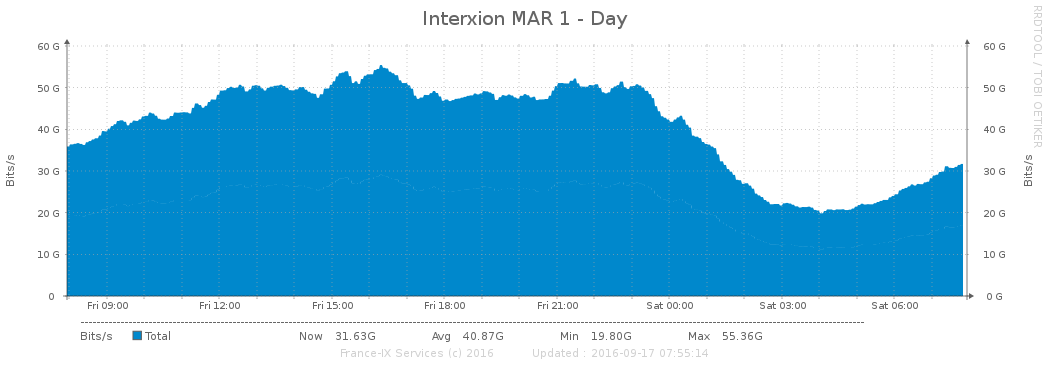 Interxion MAR 1 - Day
RRDTOOL / TOBI OETIKER
Bits/s
60 G
50 G
40 G
30 G
20 G
10 G
0
60 G
50 G
40 G
30 G
20 G
10 G
0 G
Bits/s
Fri 09:00 Fri 12:00 Fri 15:00 Fri 18:00 Fri 21:00 Sat 00:00 Sat 03:00 Sat 06:00
Bits/s Total Now 31.63G Avg 40.87G Min 19.80G Max 55.36G
France-IX Services (c) 2016 Updated : 2016-09-17 07:55:14